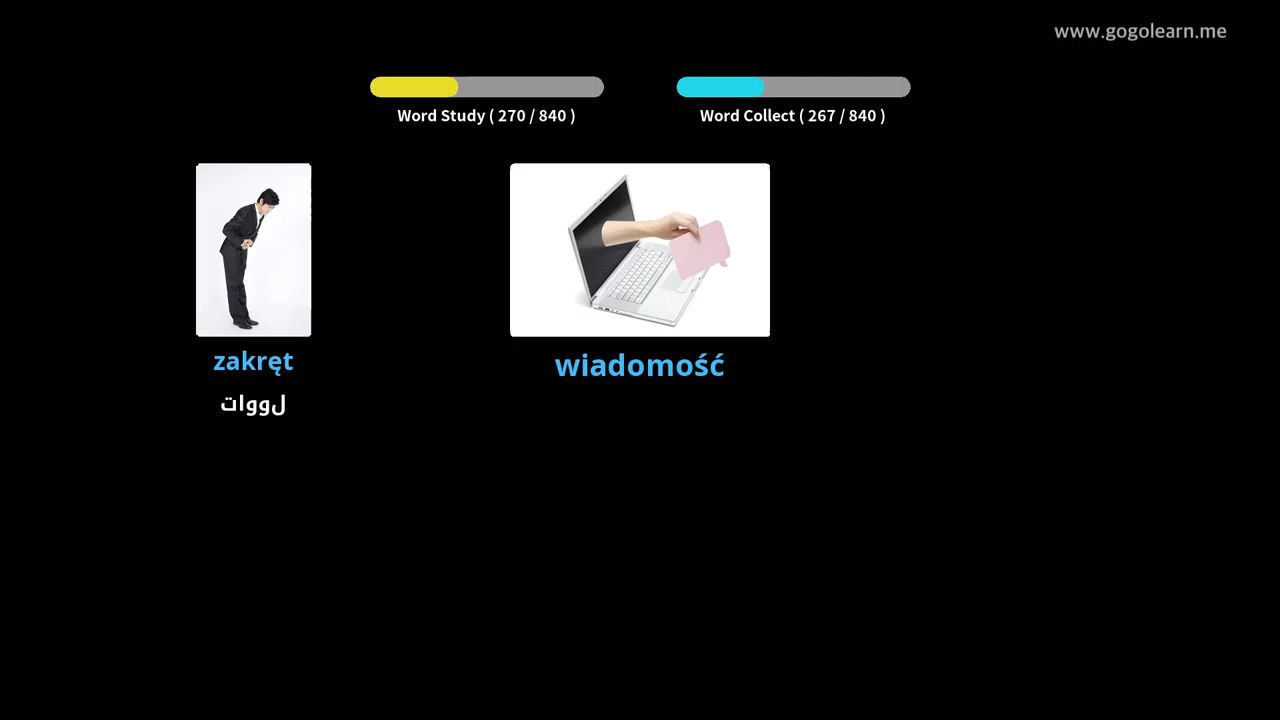 www.gogolearn.me
Word Study ( 270 / 840 )
Word Collect ( 267 / 840 )
zakręt
لووات
wiadomość